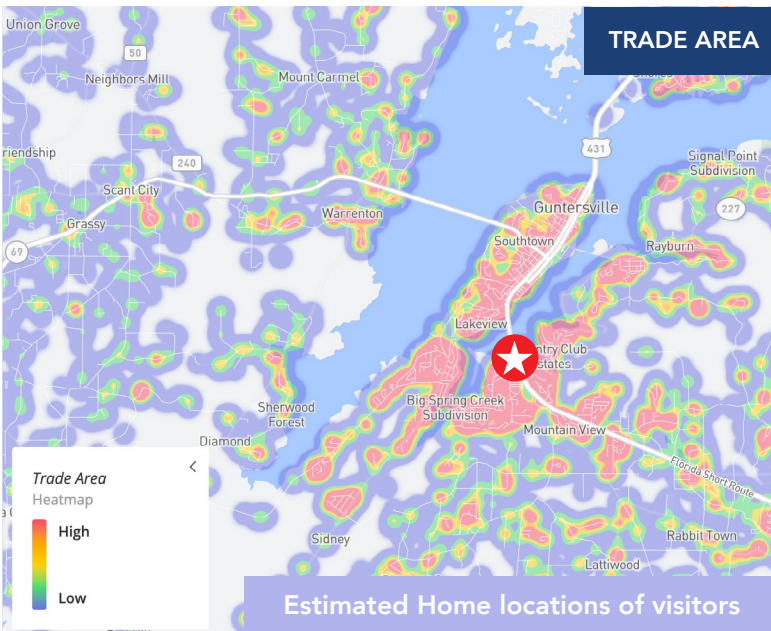 TRADE AREA
Union Grove
50
Neighbors Mill
Mount Carmel
431
Signal Point
Subdivision
riendship
240
Scant City
Grassy
Warrenton
Guntersville
227
69
Southtown
Rayburn
Lakeview
ntry Club
states
Big Spring Creek
Subdivision
Sherwood
Forest
Mountain View
Diamond
Florida Short Route
Trade Area
Heatmap
High
Low
Sidney
Rabbit Town
Lattiwood
Estimated Home locations of visitors